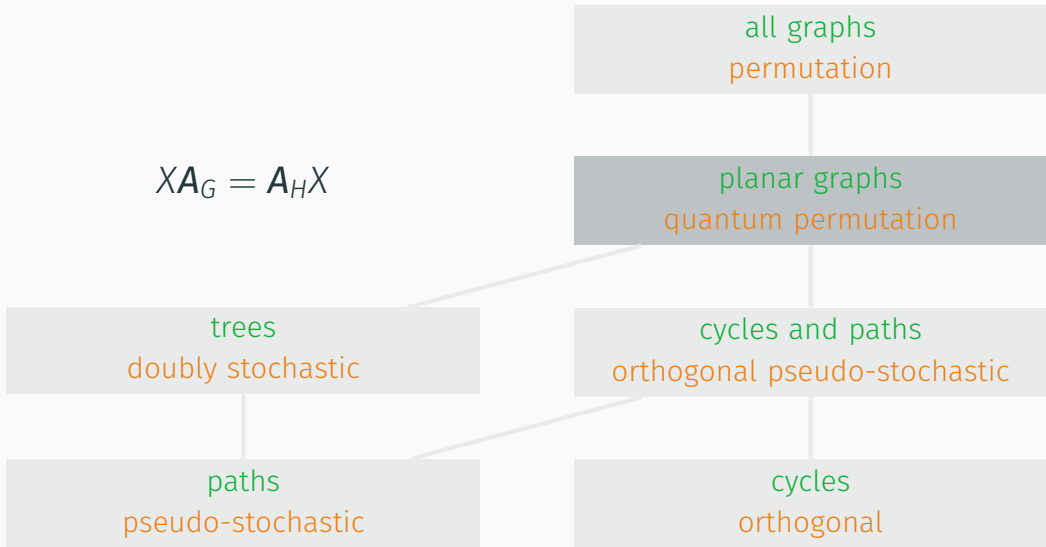 all graphs
permutation
XA_G = A_HX
planar graphs
quantum permutation
trees
doubly stochastic
cycles and paths
orthogonal pseudo-stochastic
paths
pseudo-stochastic
cycles
orthogonal